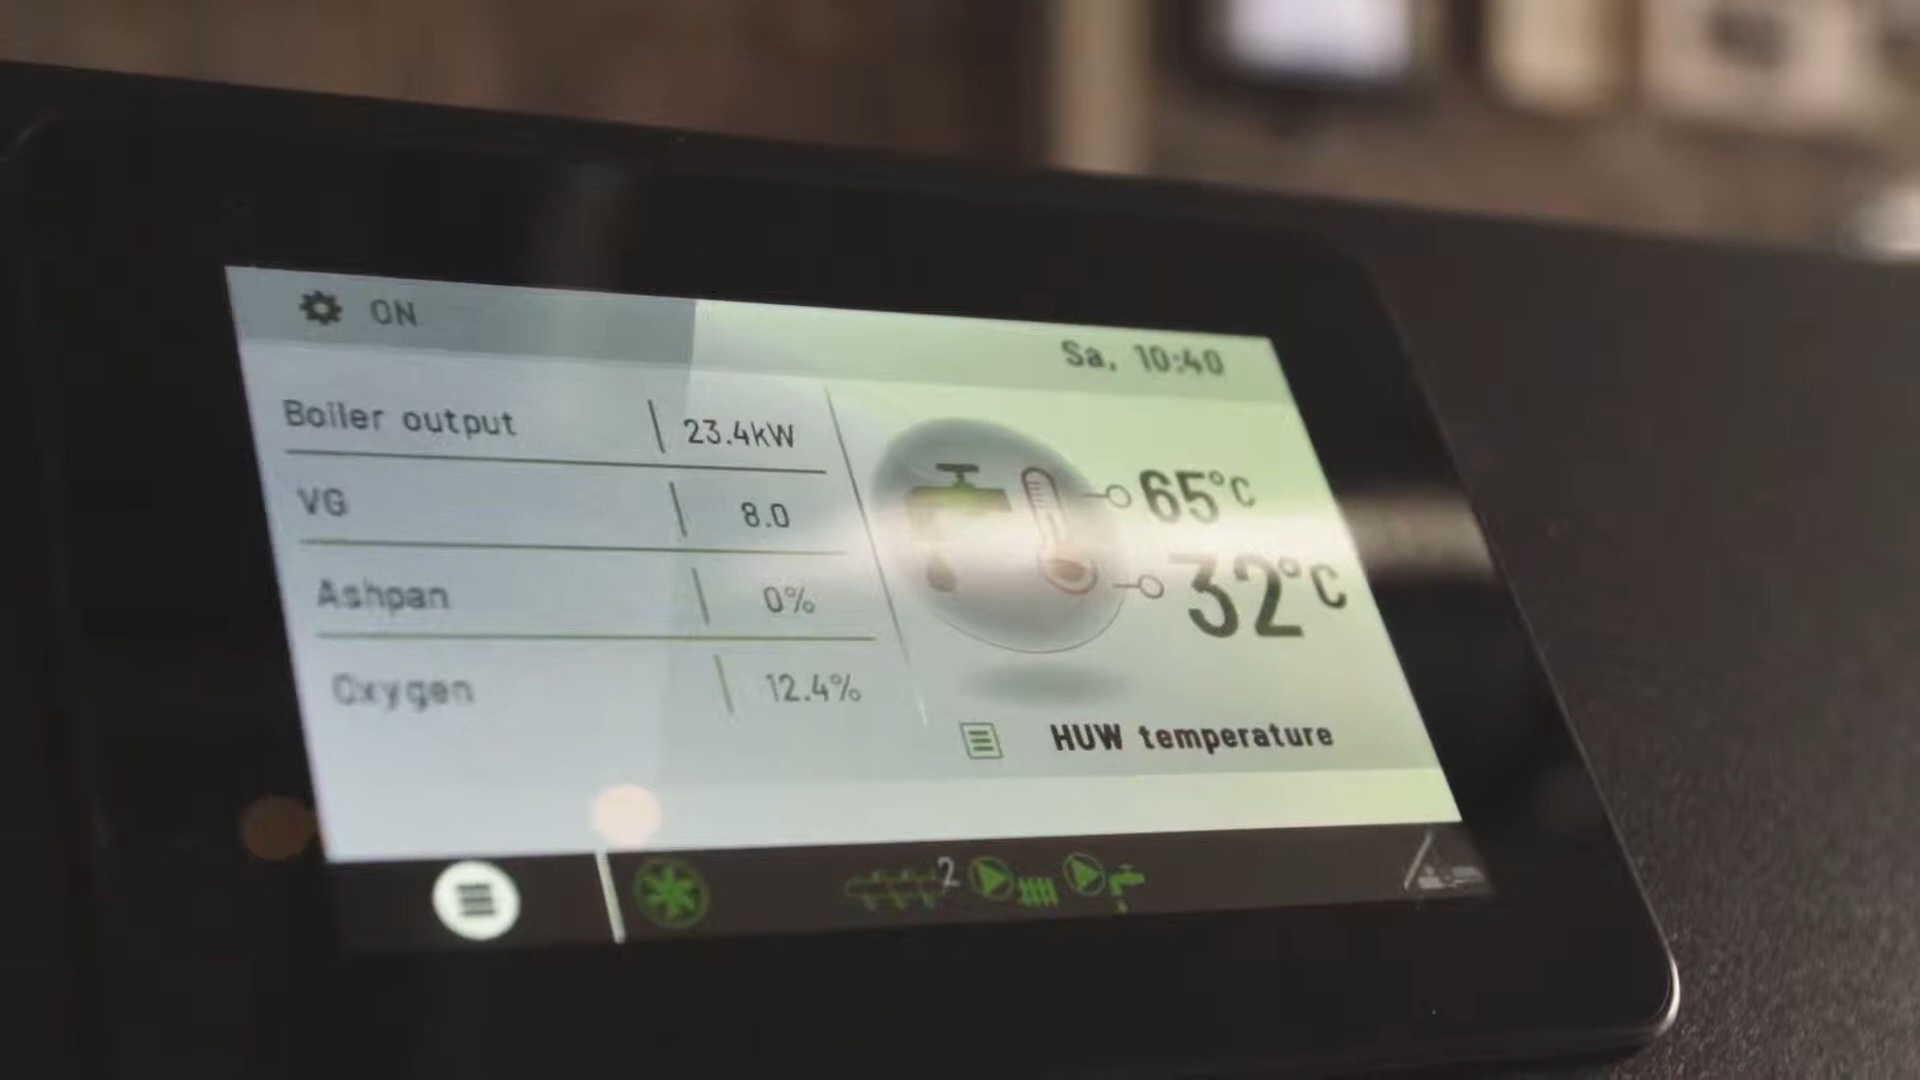 ON
Sa, 10:40
Boiler output 23.4kW
VG 8.0
Ashpan 0%
Oxygen 12.4%
65°C
32°C
HUW temperature
2